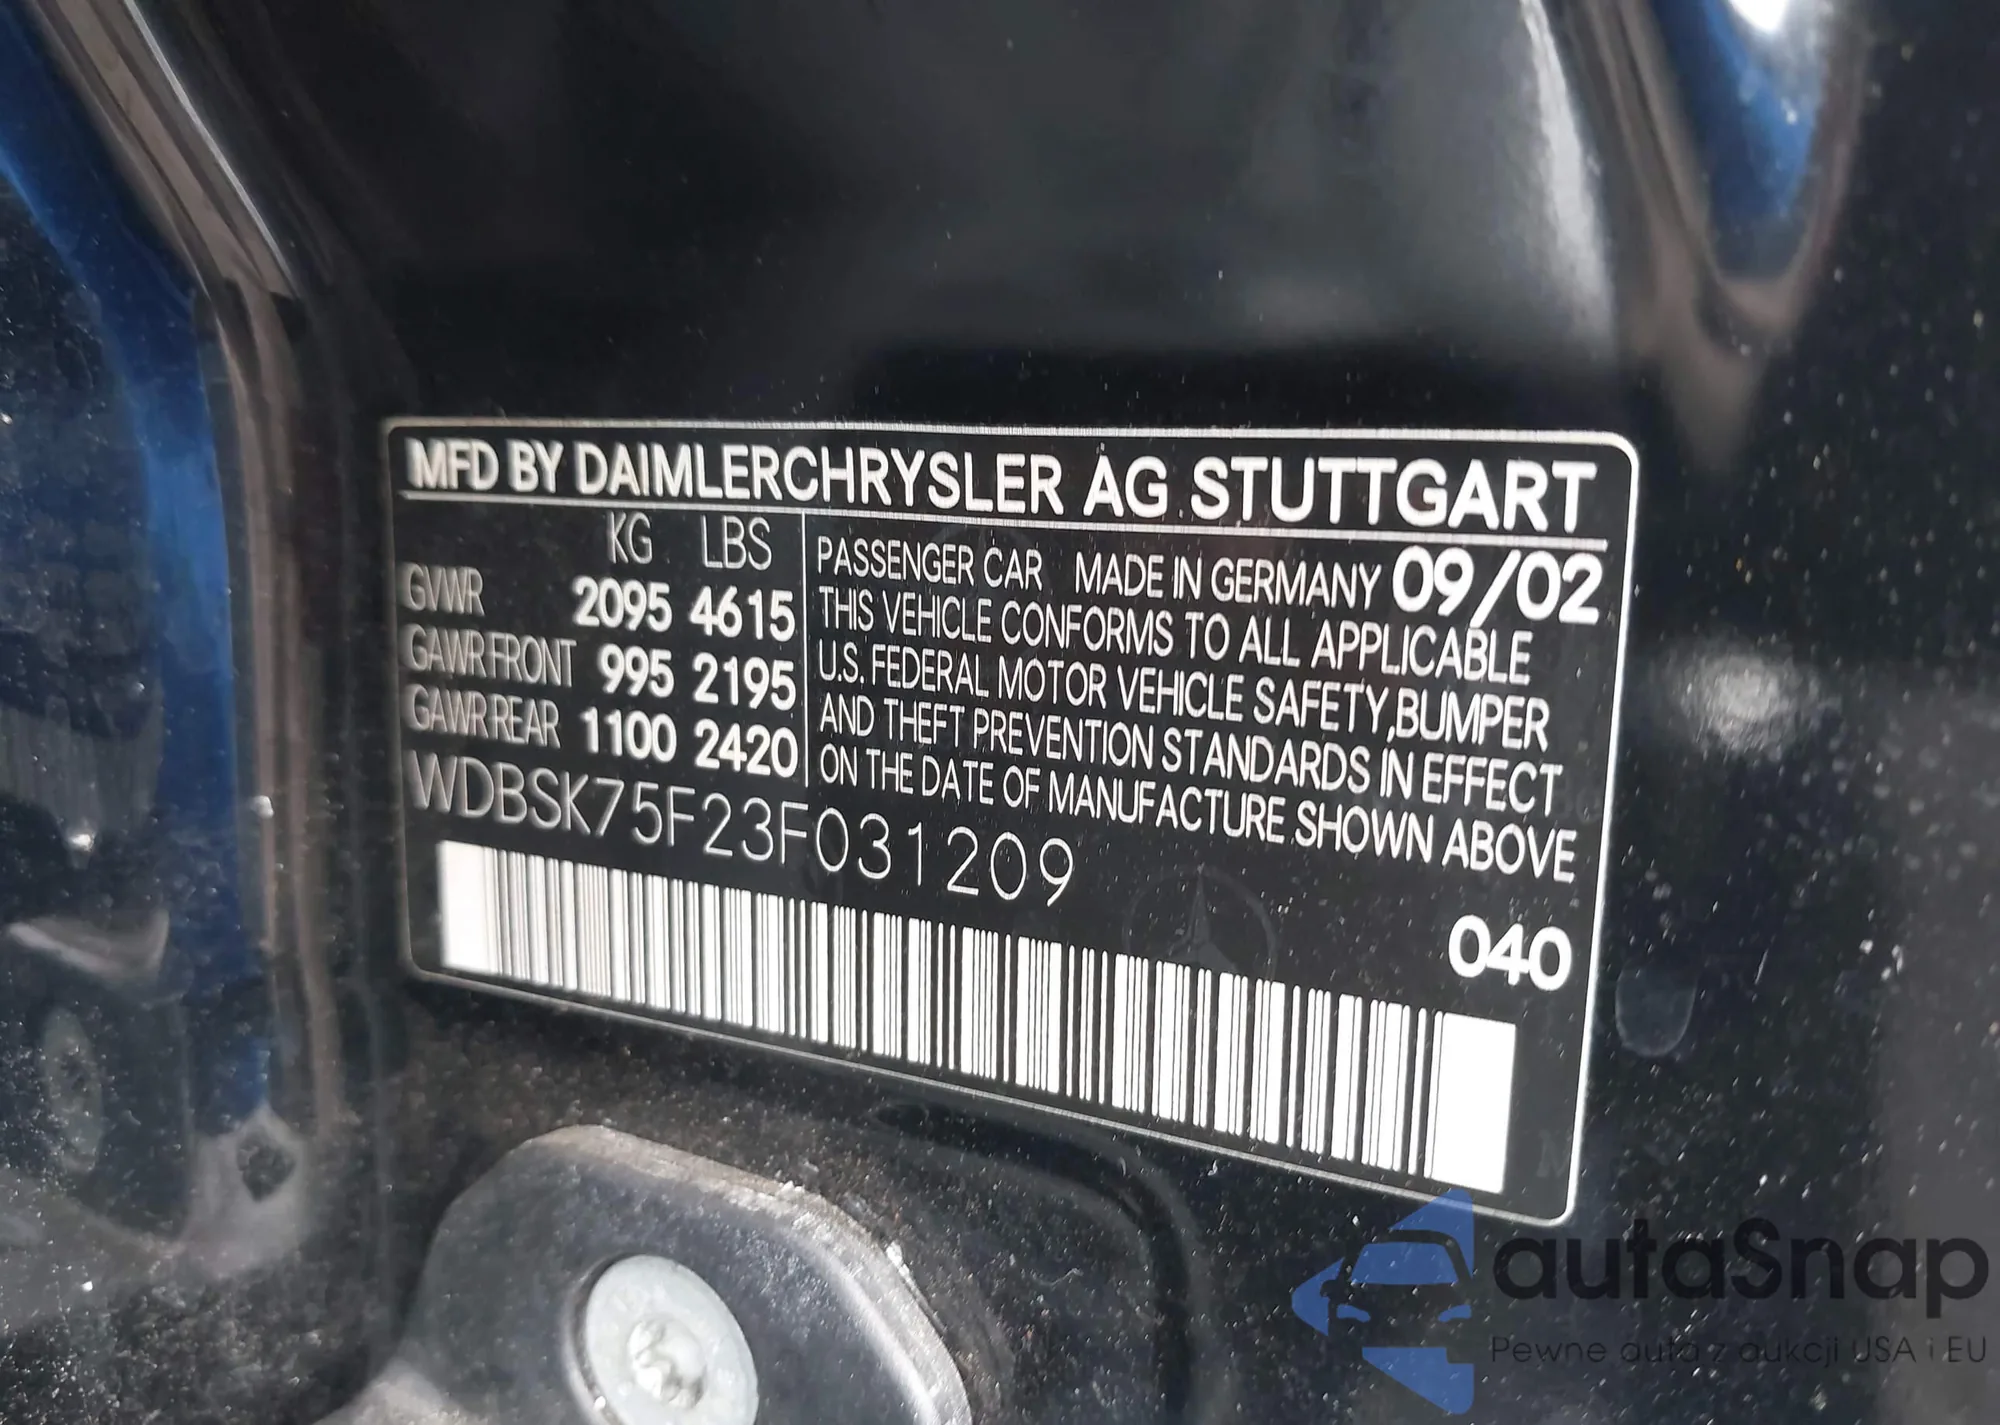 MFD BY DAIMLERCHRYSLER AG STUTTGART
KG LBS
GVWR 2095 4615
GAWR FRONT 995 2195
GAWR REAR 1100 2420
PASSENGER CAR MADE IN GERMANY 09/02
THIS VEHICLE CONFORMS TO ALL APPLICABLE
U.S. FEDERAL MOTOR VEHICLE SAFETY, BUMPER
AND THEFT PREVENTION STANDARDS IN EFFECT
ON THE DATE OF MANUFACTURE SHOWN ABOVE
WDBSK75F23F031209
040
autaSnap
Pewne auta z aukcji USA i EU